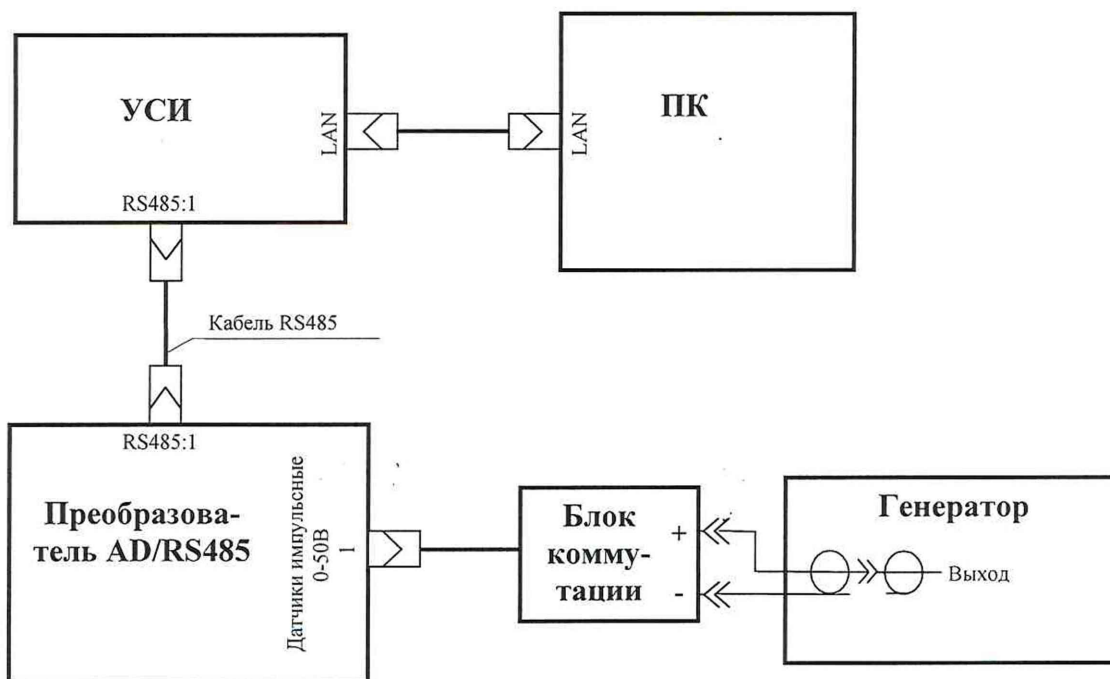 УСИ
LAN
RS485:1
ПК
LAN
Кабель RS485
RS485:1
Преобразова-
тель AD/RS485
Датчики импульсные
0-50В
1
Блок
комму-
тации
+
-
Генератор
Выход